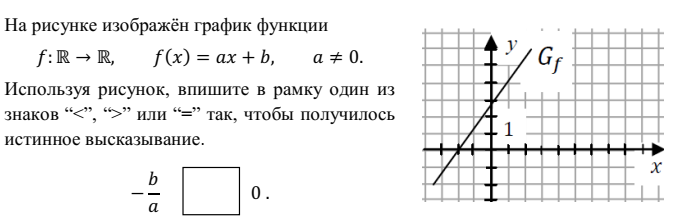 На рисунке изображён график функции
f: ℝ → ℝ, f(x) = ax + b, a ≠ 0.
Используя рисунок, впишите в рамку один из
знаков “<”, “>” или “=” так, чтобы получилось
истинное высказывание.
−b/a □ 0 .
y
G_f
1
x